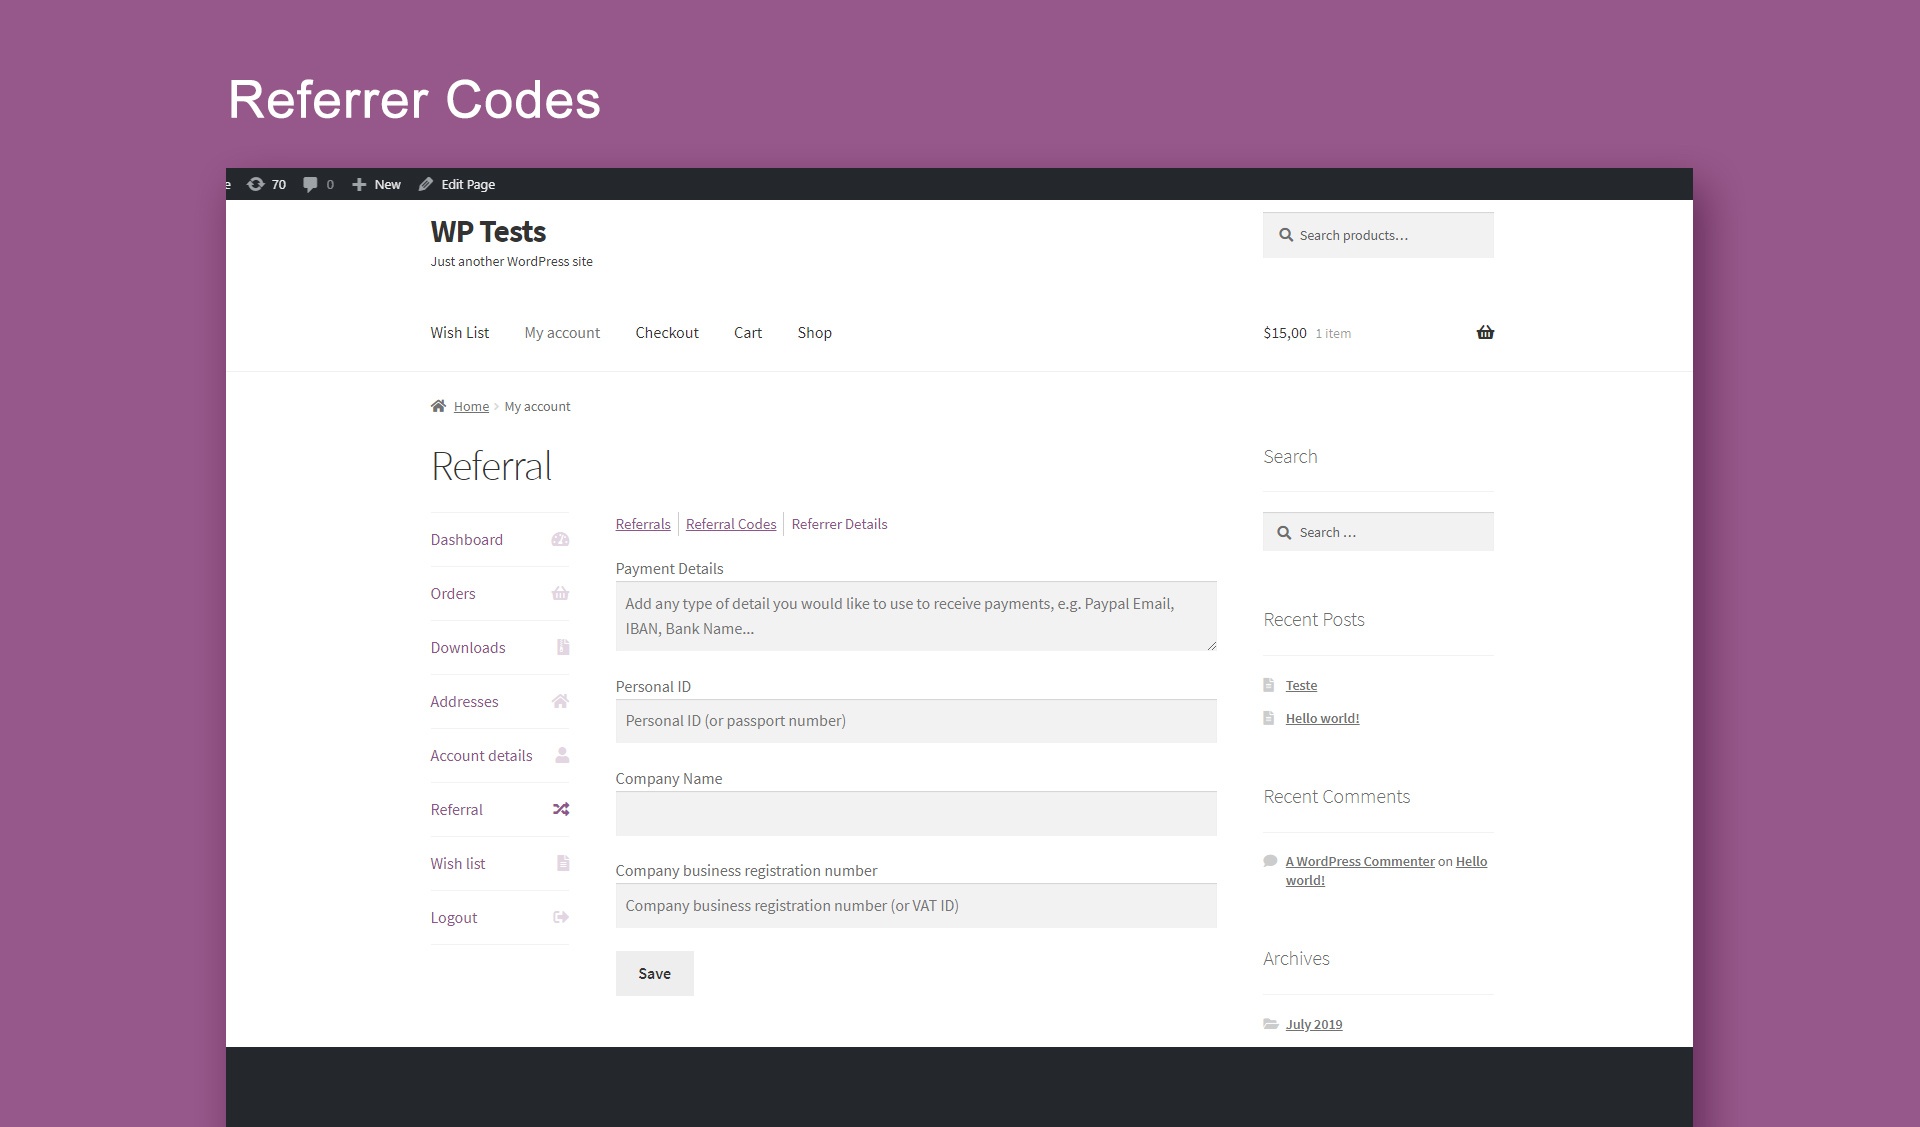 Referrer Codes
e 70 0 New Edit Page
WP Tests
Just another WordPress site
Search products…
Wish List My account Checkout Cart Shop
$15,00 1 item
Home My account
Referral
Dashboard
Orders
Downloads
Addresses
Account details
Referral
Wish list
Logout
Referrals Referral Codes Referrer Details
Payment Details
Add any type of detail you would like to use to receive payments, e.g. Paypal Email,
IBAN, Bank Name...
Personal ID
Personal ID (or passport number)
Company Name
Company business registration number
Company business registration number (or VAT ID)
Save
Search
Search …
Recent Posts
Teste
Hello world!
Recent Comments
A WordPress Commenter on Hello
world!
Archives
July 2019